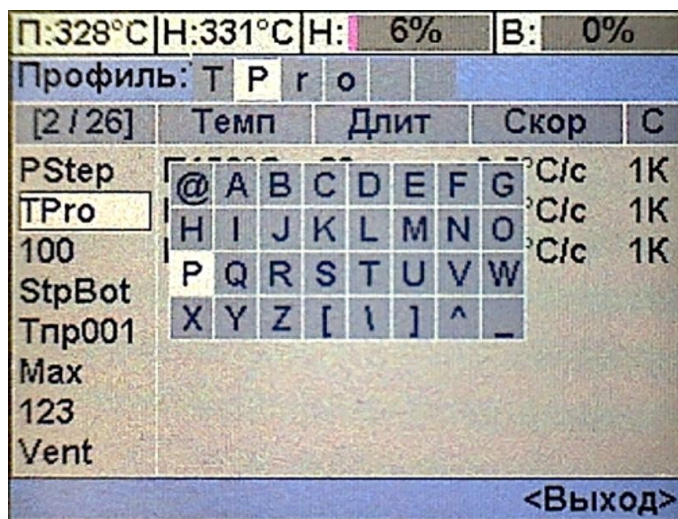 П:328°C Н:331°C Н: 6% В: 0%
Профиль: T P r o
[2 / 26] Темп Длит Скор С
PStep °C/c 1К
TPro °C/c 1К
100 °C/c 1К
StpBot
Тпр001
Max
123
Vent
@ A B C D E F G
H I J K L M N O
P Q R S T U V W
X Y Z [ \ ] ^ _
<Выход>